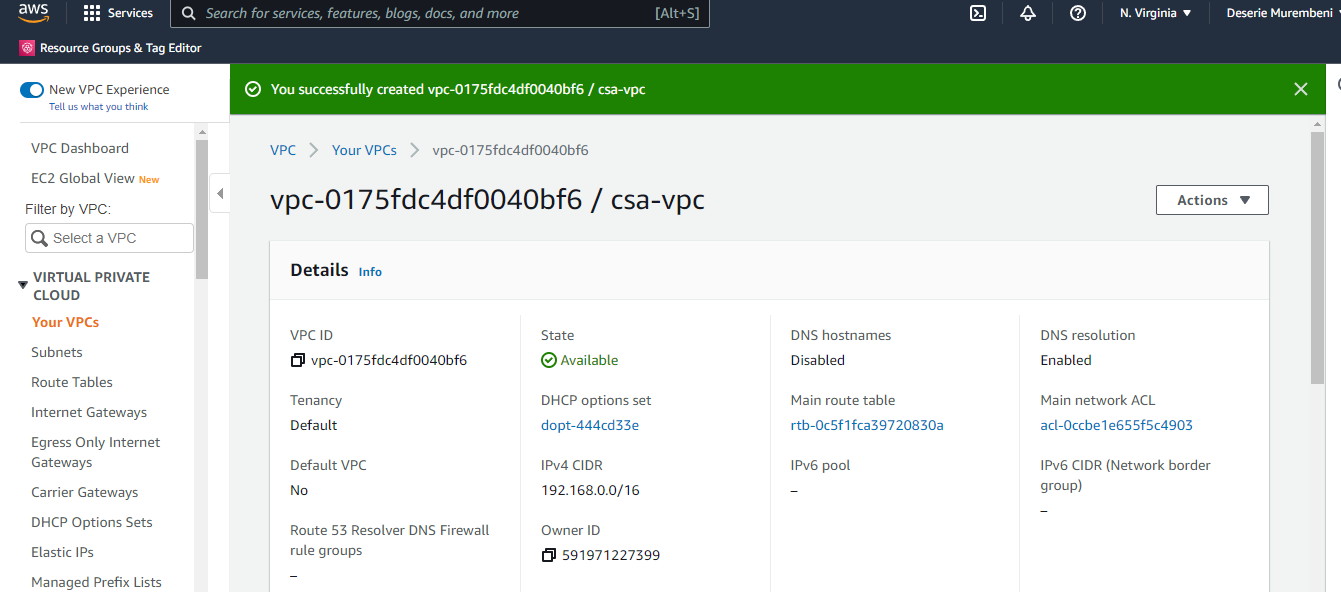 aws
Services
Search for services, features, blogs, docs, and more
[Alt+S]
N. Virginia
Deserie Murembeni
Resource Groups & Tag Editor
New VPC Experience
Tell us what you think
VPC Dashboard
EC2 Global View New
Filter by VPC:
Select a VPC
VIRTUAL PRIVATE
CLOUD
Your VPCs
Subnets
Route Tables
Internet Gateways
Egress Only Internet
Gateways
Carrier Gateways
DHCP Options Sets
Elastic IPs
Managed Prefix Lists
You successfully created vpc-0175fdc4df0040bf6 / csa-vpc
VPC
Your VPCs
vpc-0175fdc4df0040bf6
vpc-0175fdc4df0040bf6 / csa-vpc
Actions
Details Info
VPC ID
vpc-0175fdc4df0040bf6
State
Available
DNS hostnames
Disabled
DNS resolution
Enabled
Tenancy
Default
DHCP options set
dopt-444cd33e
Main route table
rtb-0c5f1fca39720830a
Main network ACL
acl-0ccbe1e655f5c4903
Default VPC
No
IPv4 CIDR
192.168.0.0/16
IPv6 pool
–
IPv6 CIDR (Network border
group)
–
Route 53 Resolver DNS Firewall
rule groups
–
Owner ID
591971227399